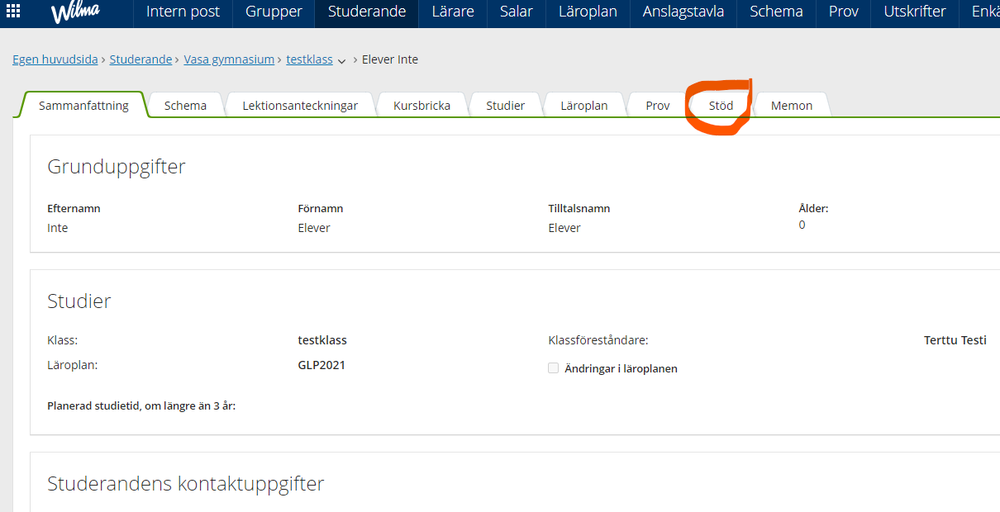 Wilma Intern post Grupper Studerande Lärare Salar Läroplan Anslagstavla Schema Prov Utskrifter Enkä
Egen huvudsida › Studerande › Vasa gymnasium › testklass › Elever Inte
Sammanfattning Schema Lektionsanteckningar Kursbricka Studier Läroplan Prov Stöd Memon
Grunduppgifter
Efternamn Förnamn Tilltalsnamn Ålder:
Inte Elever Elever 0
Studier
Klass: testklass Klassföreståndare: Terttu Testi
Läroplan: GLP2021 Ändringar i läroplanen
Planerad studietid, om längre än 3 år:
Studerandens kontaktuppgifter